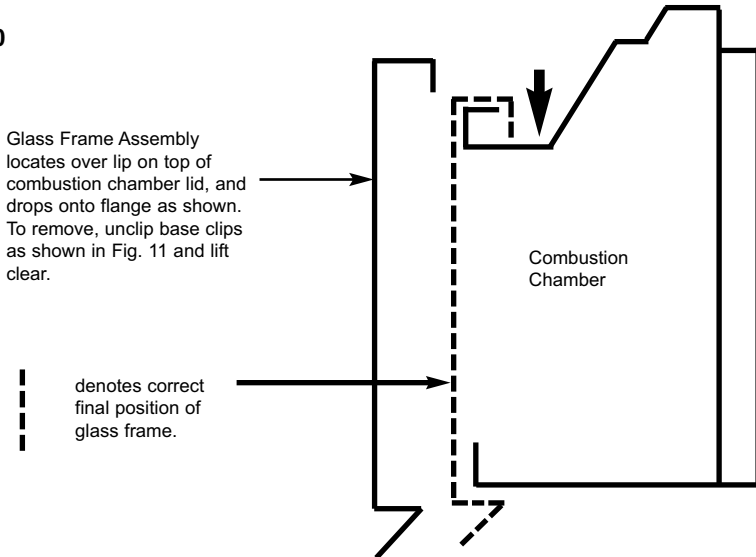 0
Glass Frame Assembly
locates over lip on top of
combustion chamber lid, and
drops onto flange as shown.
To remove, unclip base clips
as shown in Fig. 11 and lift
clear.
Combustion
Chamber
denotes correct
final position of
glass frame.